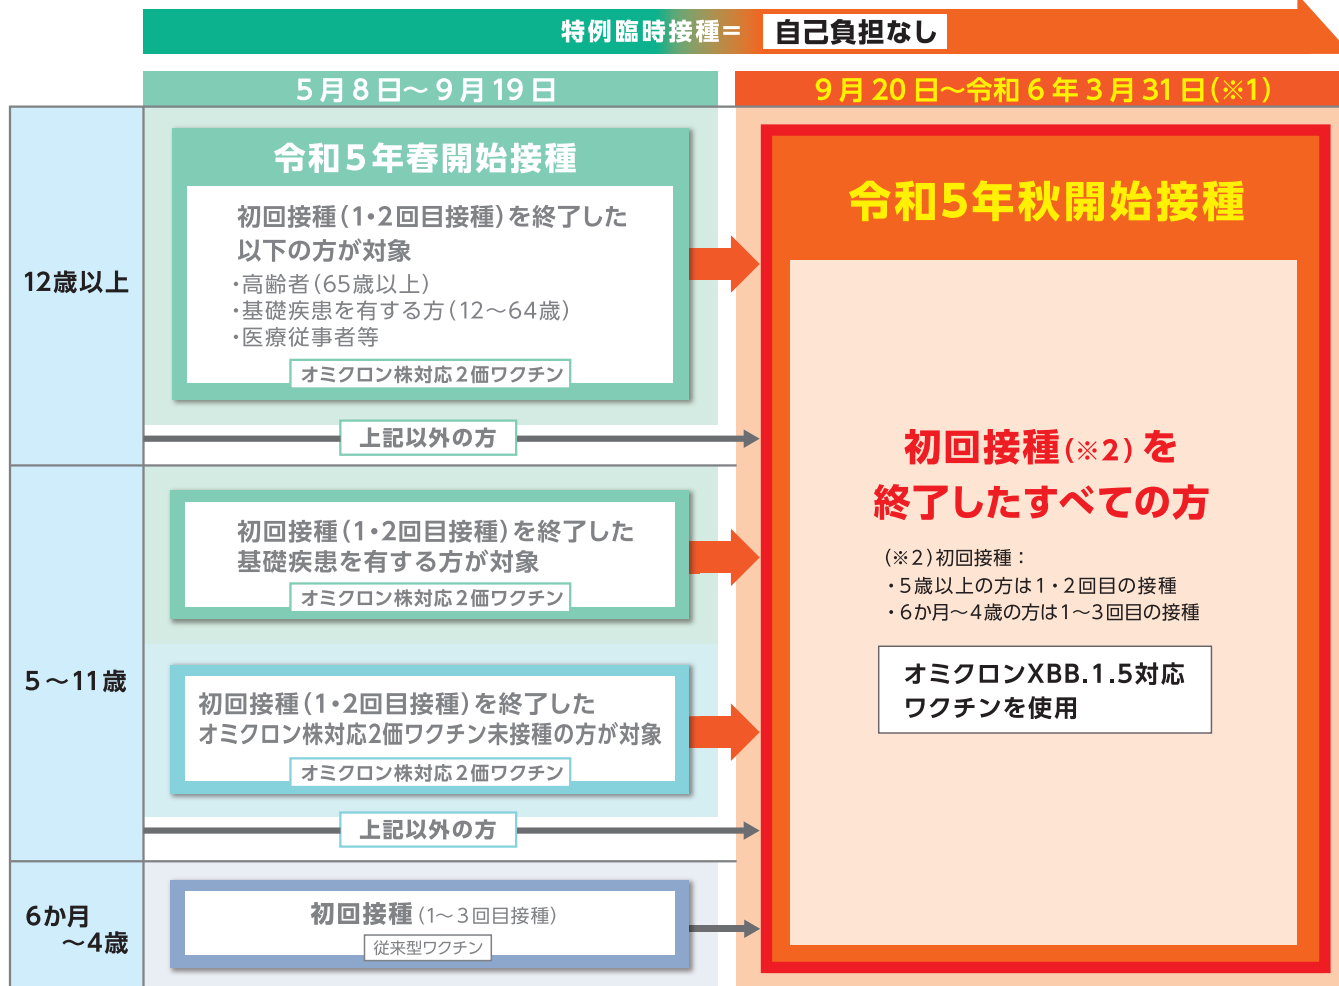 特例臨時接種= 自己負担なし
5月8日～9月19日
9月20日～令和6年3月31日(※1)
12歳以上
令和5年春開始接種
初回接種(1・2回目接種)を終了した
以下の方が対象
・高齢者(65歳以上)
・基礎疾患を有する方(12～64歳)
・医療従事者等
オミクロン株対応2価ワクチン
上記以外の方
5～11歳
初回接種(1・2回目接種)を終了した
基礎疾患を有する方が対象
オミクロン株対応2価ワクチン
初回接種(1・2回目接種)を終了した
オミクロン株対応2価ワクチン未接種の方が対象
オミクロン株対応2価ワクチン
上記以外の方
6か月
～4歳
初回接種(1～3回目接種)
従来型ワクチン
令和5年秋開始接種
初回接種(※2)を
終了したすべての方
(※2)初回接種：
・5歳以上の方は1・2回目の接種
・6か月～4歳の方は1～3回目の接種
オミクロンXBB.1.5対応
ワクチンを使用